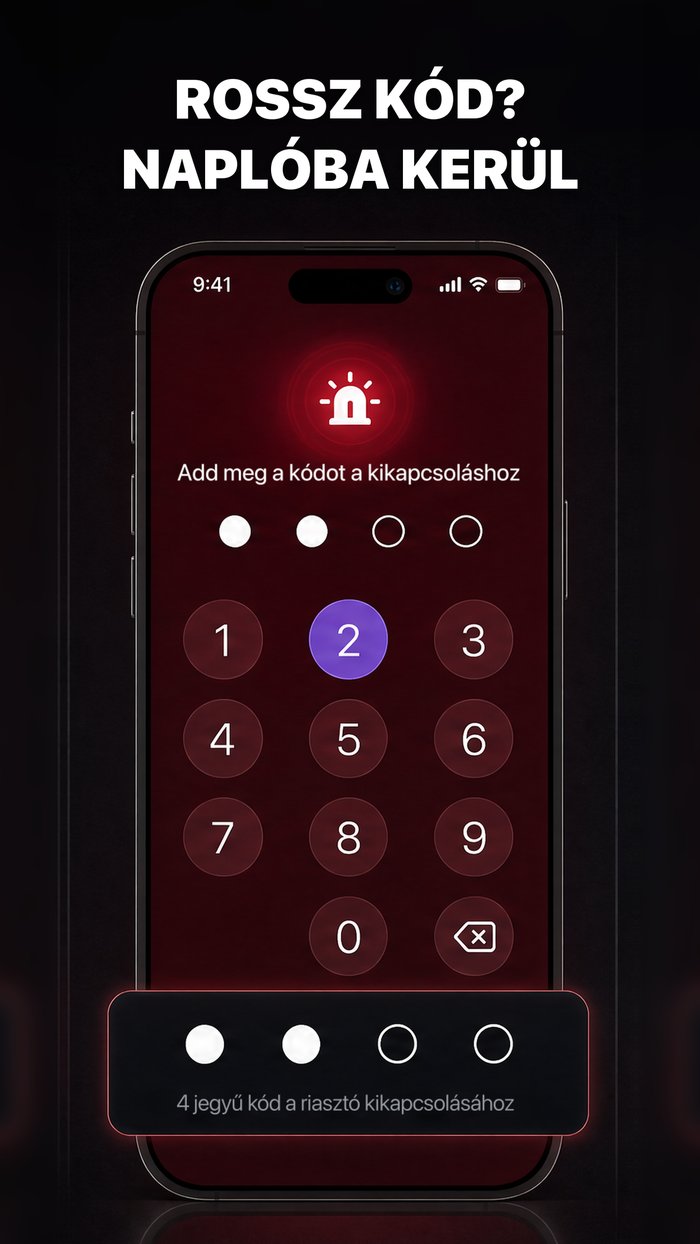 ROSSZ KÓD?
NAPLÓBA KERÜL
9:41
Add meg a kódot a kikapcsoláshoz
1 2 3
4 5 6
7 8 9
0
4 jegyű kód a riasztó kikapcsolásához